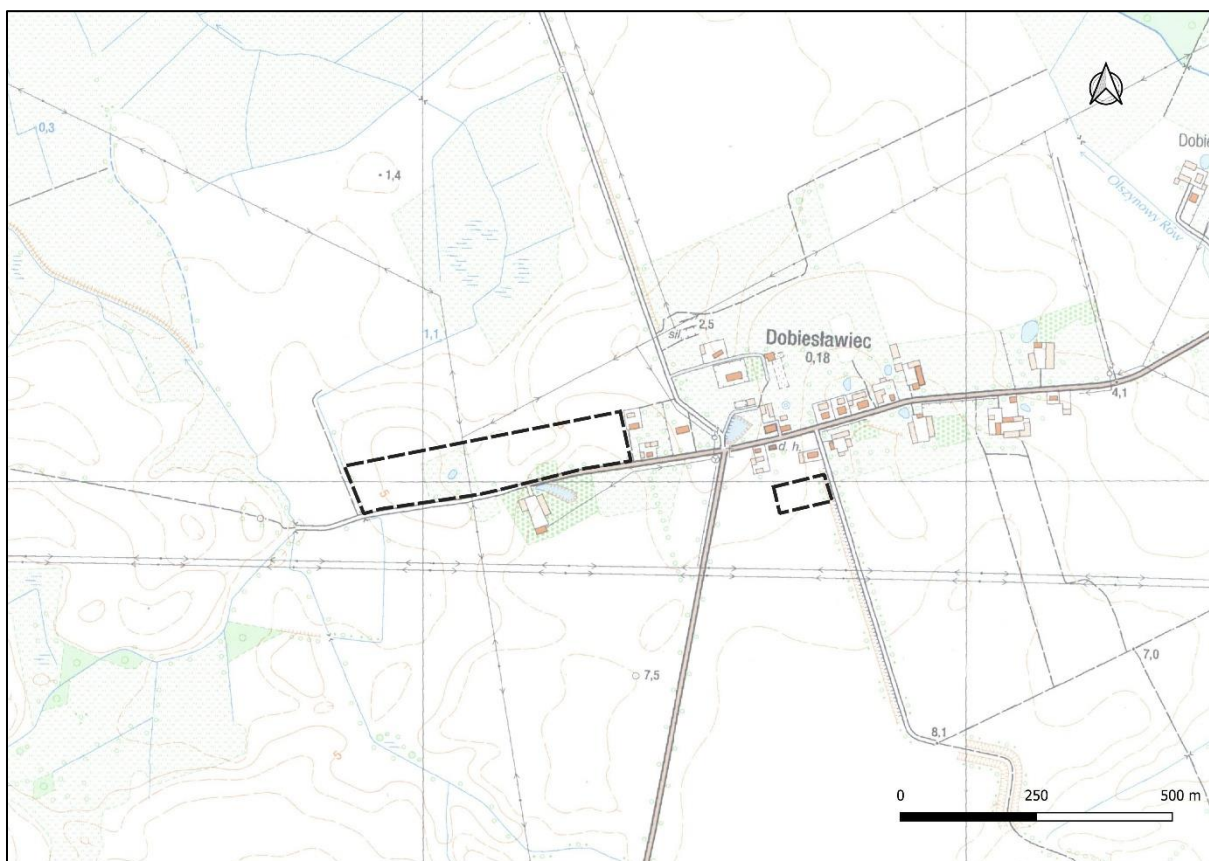 0,3
1,4
Dobie
Olszynowy Rów
1,1
2,5
sil.
Dobiesławiec
0,18
4,1
d. h.
S
7,5
7,0
8,1
S
0 250 500 m